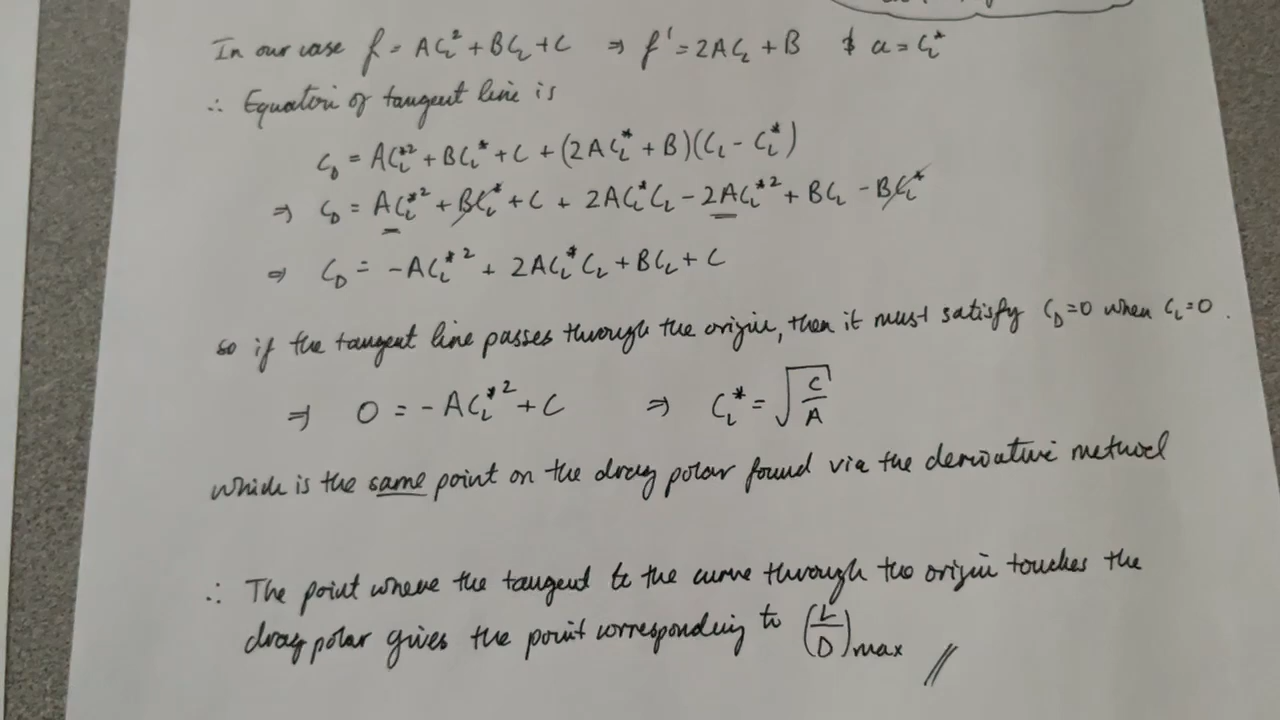 In our case f = AC_L² + BC_L + C ⇒ f' = 2AC_L + B & a = C_L*
∴ Equation of tangent line is
C_D = AC_L*² + BC_L* + C + (2AC_L* + B)(C_L - C_L*)
⇒ C_D = AC_L*² + BC_L* + C + 2AC_L*C_L - 2AC_L*² + BC_L - BC_L*
⇒ C_D = -AC_L*² + 2AC_L*C_L + BC_L + C
so if the tangent line passes through the origin, then it must satisfy C_D=0 when C_L=0.
⇒ 0 = -AC_L*² + C ⇒ C_L* = √(C/A)
which is the same point on the drag polar found via the derivative method
∴ The point where the tangent to the curve through the origin touches the
drag polar gives the point corresponding to (L/D)max //